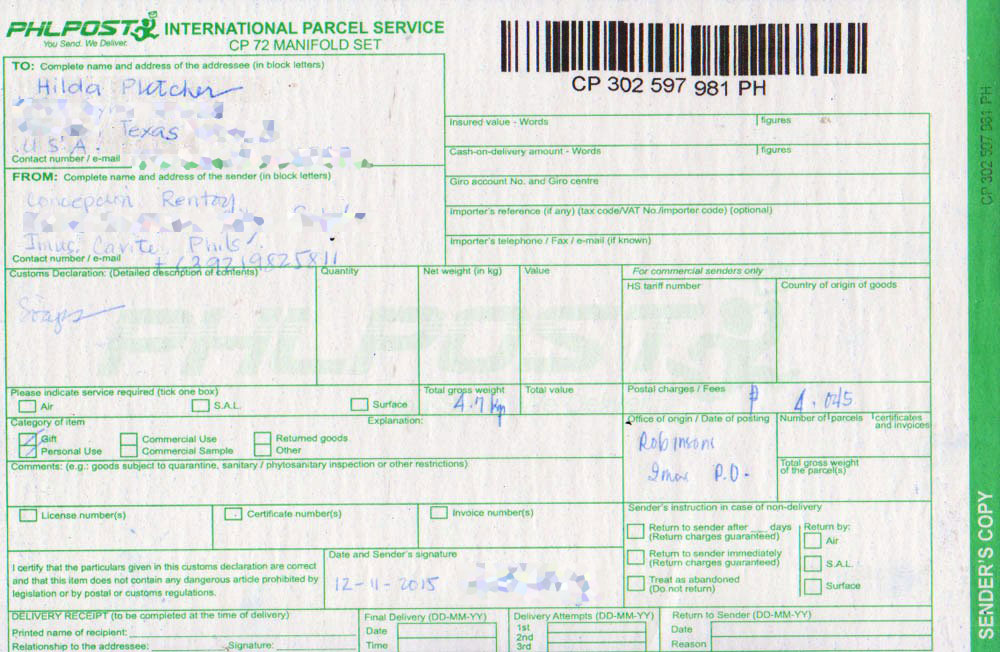 PHLPOST INTERNATIONAL PARCEL SERVICE
You Send. We Deliver. CP 72 MANIFOLD SET
CP 302 597 981 PH
TO: Complete name and address of the addressee (in block letters)
Hilda Pletcher
Texas
U.S.A.
Contact number / e-mail
FROM: Complete name and address of the sender (in block letters)
Concepcion Rentoy
Imus, Cavite, Phils.
Contact number / e-mail +639219825811
Insured value - Words figures
Cash-on-delivery amount - Words figures
Giro account No. and Giro centre
Importer's reference (if any) (tax code/VAT No./importer code) (optional)
Importer's telephone / Fax / e-mail (if known)
Customs Declaration: (Detailed description of contents) Quantity Net weight (in kg) Value For commercial senders only
HS tariff number Country of origin of goods
Soaps
PHLPOST
Please indicate service required (tick one box) Total gross weight Total value Postal charges / Fees
Air S.A.L. Surface 4.7 kg ₱ 4,045
Category of item Explanation: Office of origin / Date of posting Number of parcels certificates and invoices
Gift Commercial Use Returned goods Robinsons
Personal Use Commercial Sample Other Imus P.O.
Comments: (e.g.: goods subject to quarantine, sanitary / phytosanitary inspection or other restrictions) Total gross weight of the parcel(s)
License number(s) Certificate number(s) Invoice number(s)
Sender's instruction in case of non-delivery
Return to sender after ___ days Return by:
(Return charges guaranteed) Air
Return to sender immediately
(Return charges guaranteed) S.A.L.
Treat as abandoned
(Do not return) Surface
I certify that the particulars given in this customs declaration are correct
and that this item does not contain any dangerous article prohibited by
legislation or by postal or customs regulations.
Date and Sender's signature
12-11-2015
DELIVERY RECEIPT (to be completed at the time of delivery) Final Delivery (DD-MM-YY) Delivery Attempts (DD-MM-YY) Return to Sender (DD-MM-YY)
Printed name of recipient: Date 1st Date
2nd
Relationship to the addressee: Signature: Time 3rd Reason
CP 302 597 981 PH
SENDER'S COPY